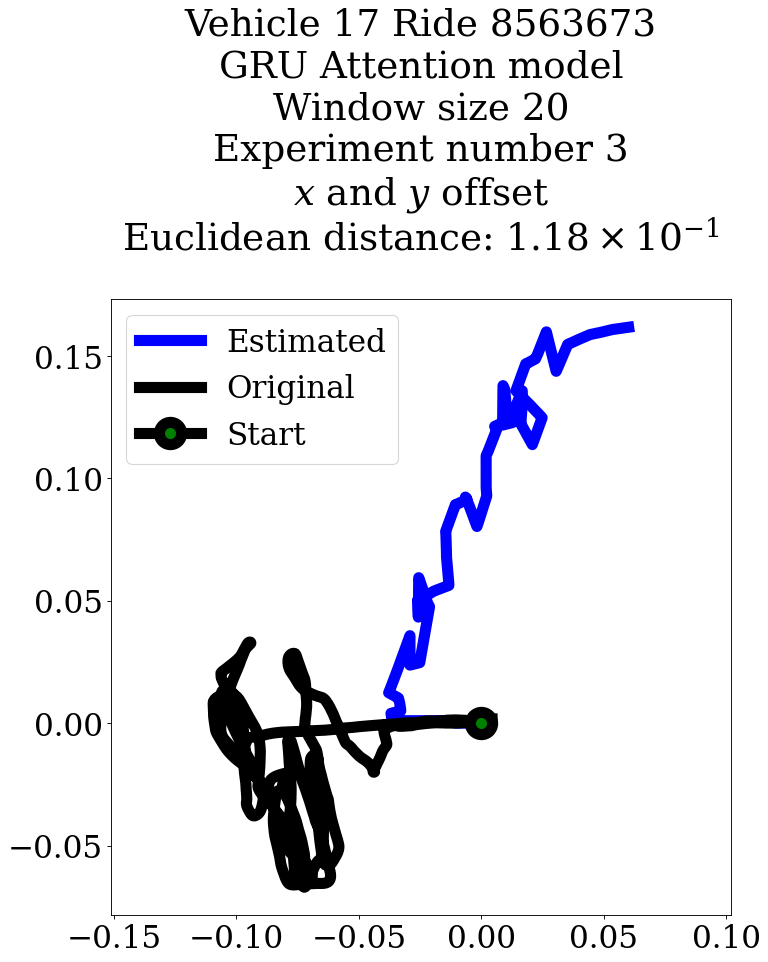 Vehicle 17 Ride 8563673
GRU Attention model
Window size 20
Experiment number 3
x and y offset
Euclidean distance: 1.18 × 10⁻¹
Estimated
Original
Start
0.15
0.10
0.05
0.00
−0.05
−0.15 −0.10 −0.05 0.00 0.05 0.10